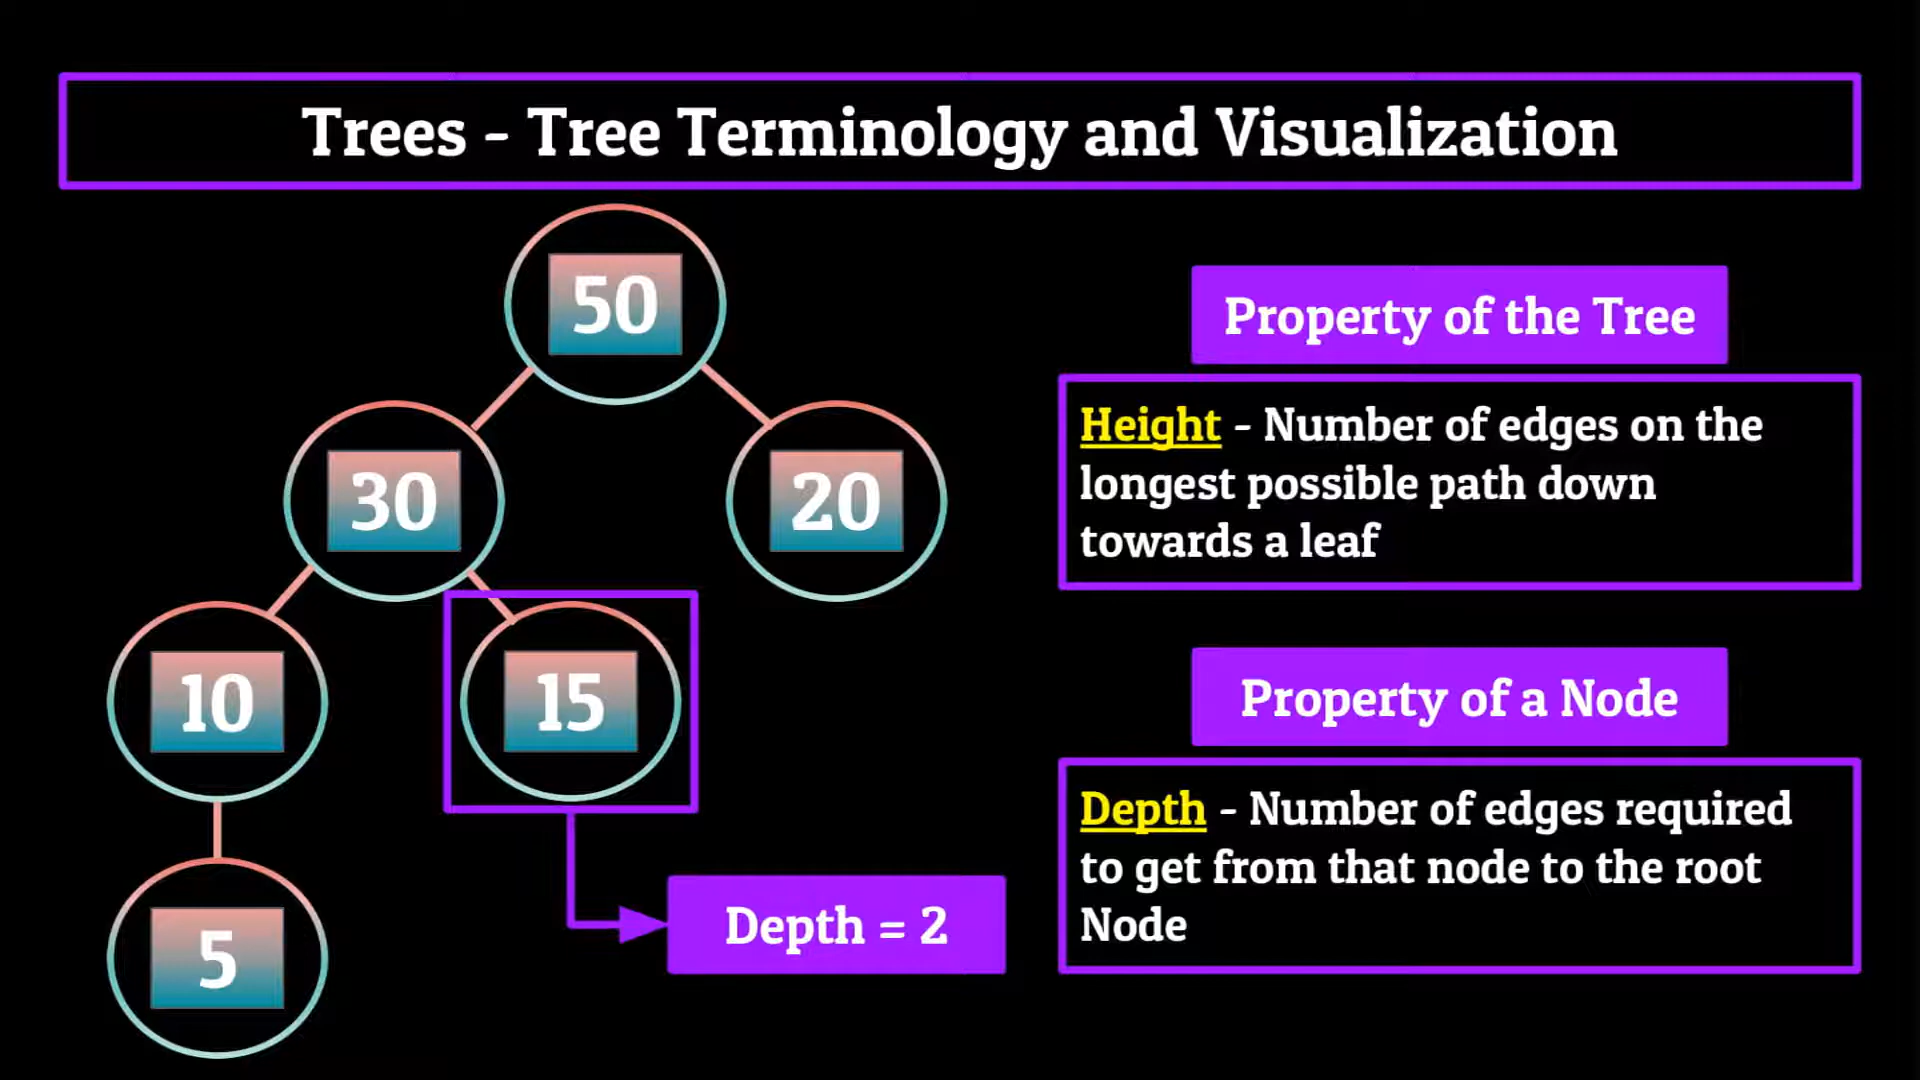 Trees - Tree Terminology and Visualization
50
30
20
10
15
5
Depth = 2
Property of the Tree
Height - Number of edges on the
longest possible path down
towards a leaf
Property of a Node
Depth - Number of edges required
to get from that node to the root
Node